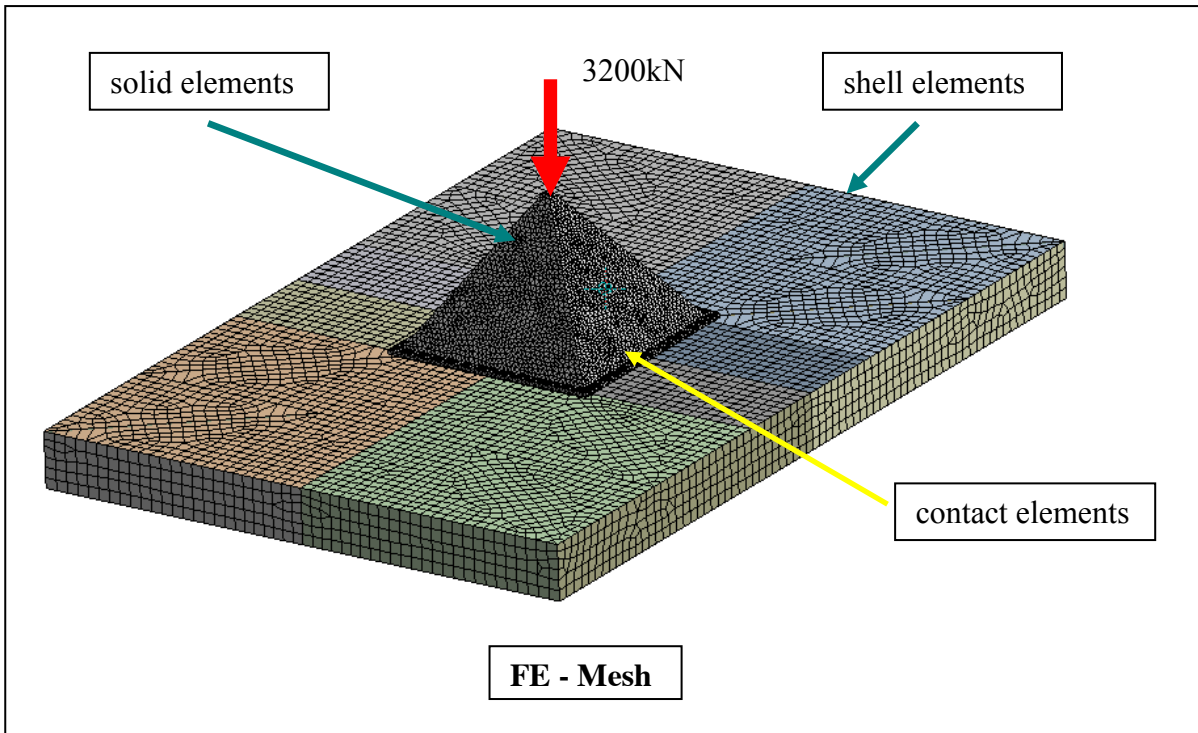 solid elements
3200kN
shell elements
contact elements
FE - Mesh